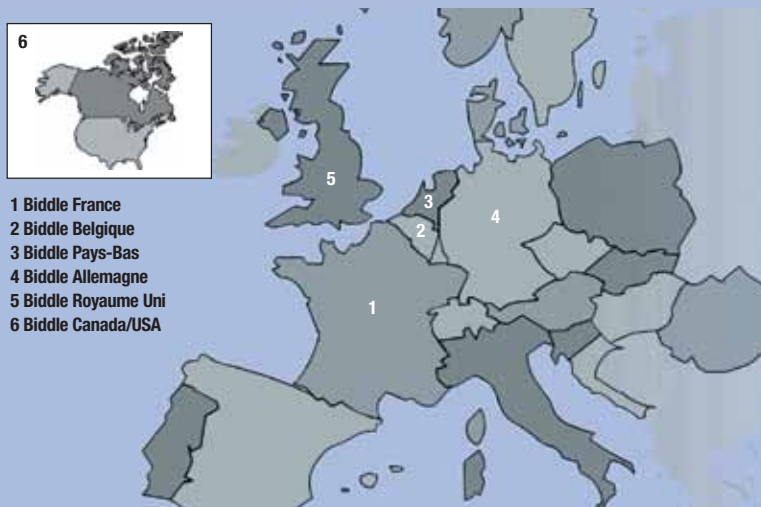 6
1 Biddle France
2 Biddle Belgique
3 Biddle Pays-Bas
4 Biddle Allemagne
5 Biddle Royaume Uni
6 Biddle Canada/USA
5
3
4
2
1